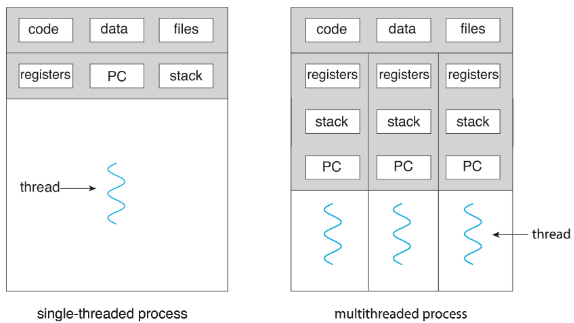 code data files
registers PC stack
thread
single-threaded process
code data files
registers registers registers
stack stack stack
PC PC PC
thread
multithreaded process